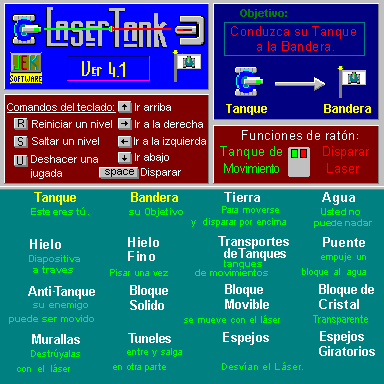 LaserTank
JEK
SOFTWARE
Ver 4.1
Objetivo:
Conduzca su Tanque
a la Bandera.
Tanque
Bandera
Comandos del teclado:
↑ Ir arriba
R Reiniciar un nivel
→ Ir a la derecha
S Saltar un nivel
← Ir a la izquierda
U Deshacer una
jugada
↓ Ir abajo
space Disparar
Funciones de ratón:
Tanque de
Movimiento
Disparar
Laser
Tanque
Este eres tú.
Bandera
su Objetivo
Tierra
Para moverse
y disparar por encima
Agua
Usted no
puede nadar
Hielo
Diapositiva
a traves
Hielo
Fino
Pisar una vez
Transportes
de Tanques
tanques
de movimientos
Puente
empuje un
bloque al agua
Anti-Tanque
su enemigo
puede ser movido
Bloque
Solido
Bloque
Movible
se mueve con el láser
Bloque de
Cristal
Transparente
Murallas
Destrúyalas
con el láser
Tuneles
entre y salga
en otra parte
Espejos
Desvían el Láser.
Espejos
Giratorios